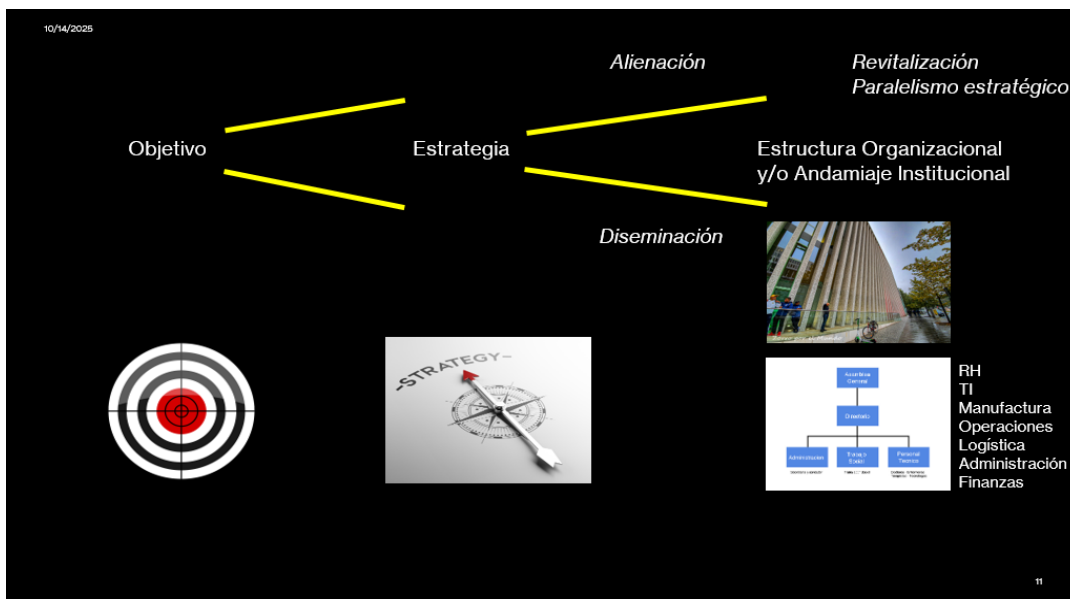 10/14/2025
Alienación
Revitalización
Paralelismo estratégico
Objetivo
Estrategia
Estructura Organizacional
y/o Andamiaje Institucional
Diseminación
-STRATEGY-
Asamblea
General
Directorio
Administración
Trabajo
Social
Personal
Técnico
RH
TI
Manufactura
Operaciones
Logística
Administración
Finanzas
11